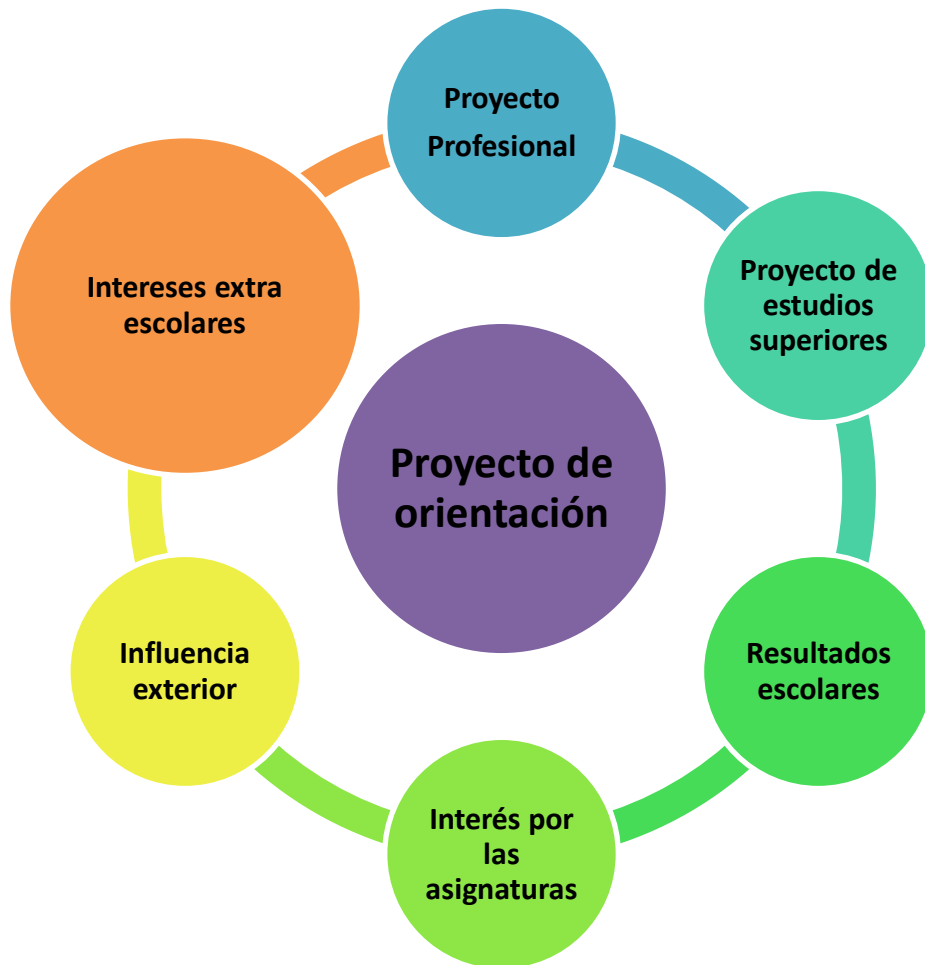 Proyecto
Profesional
Proyecto de
estudios
superiores
Resultados
escolares
Interés por
las
asignaturas
Influencia
exterior
Intereses extra
escolares
Proyecto de
orientación